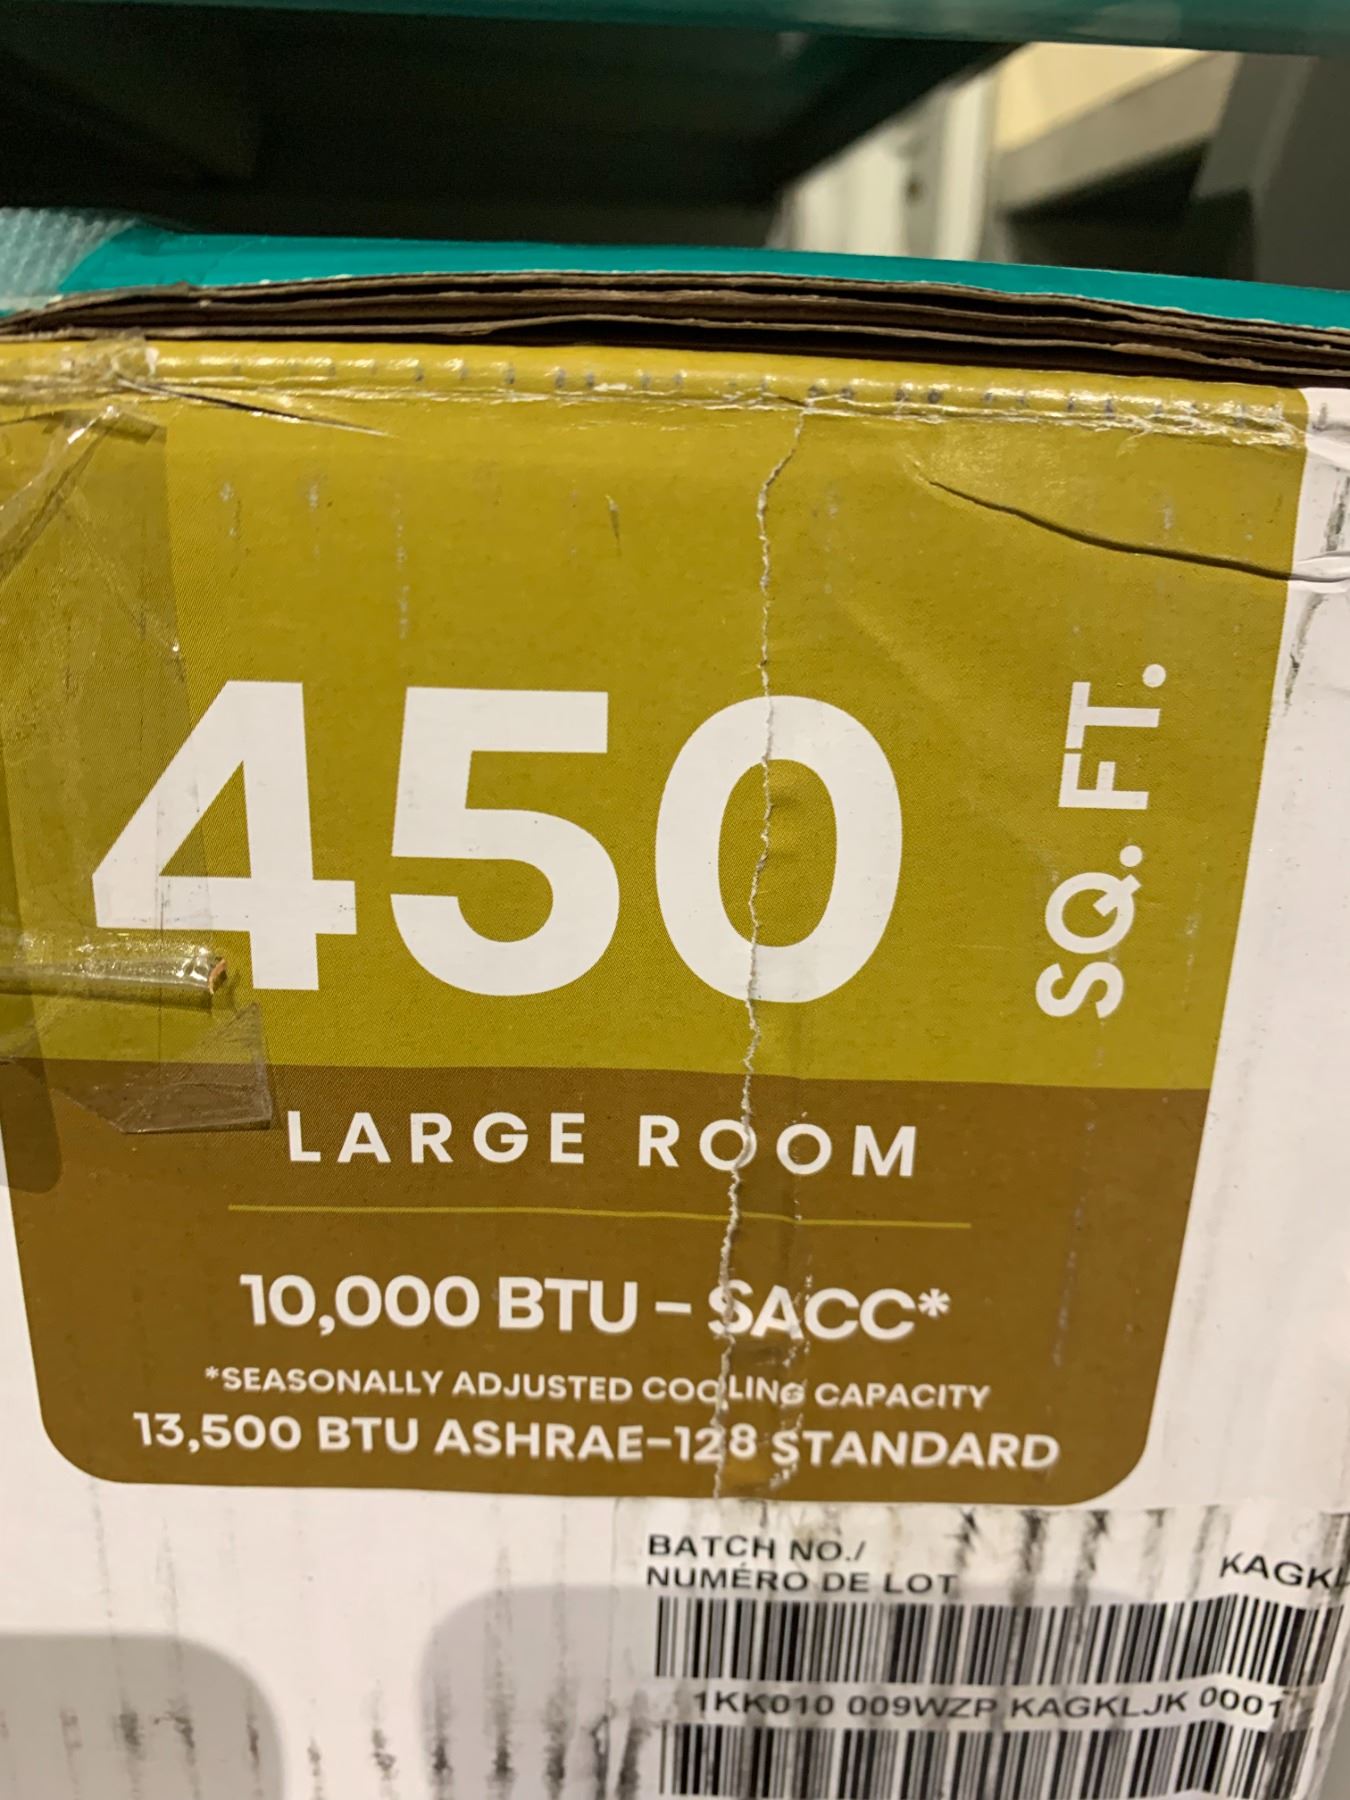 450
SQ. FT.
LARGE ROOM
10,000 BTU – SACC*
*SEASONALLY ADJUSTED COOLING CAPACITY
13,500 BTU ASHRAE-128 STANDARD
BATCH NO./
NUMÉRO DE LOT
KAGKL
1KK010 009WZP KAGKLJK 0001